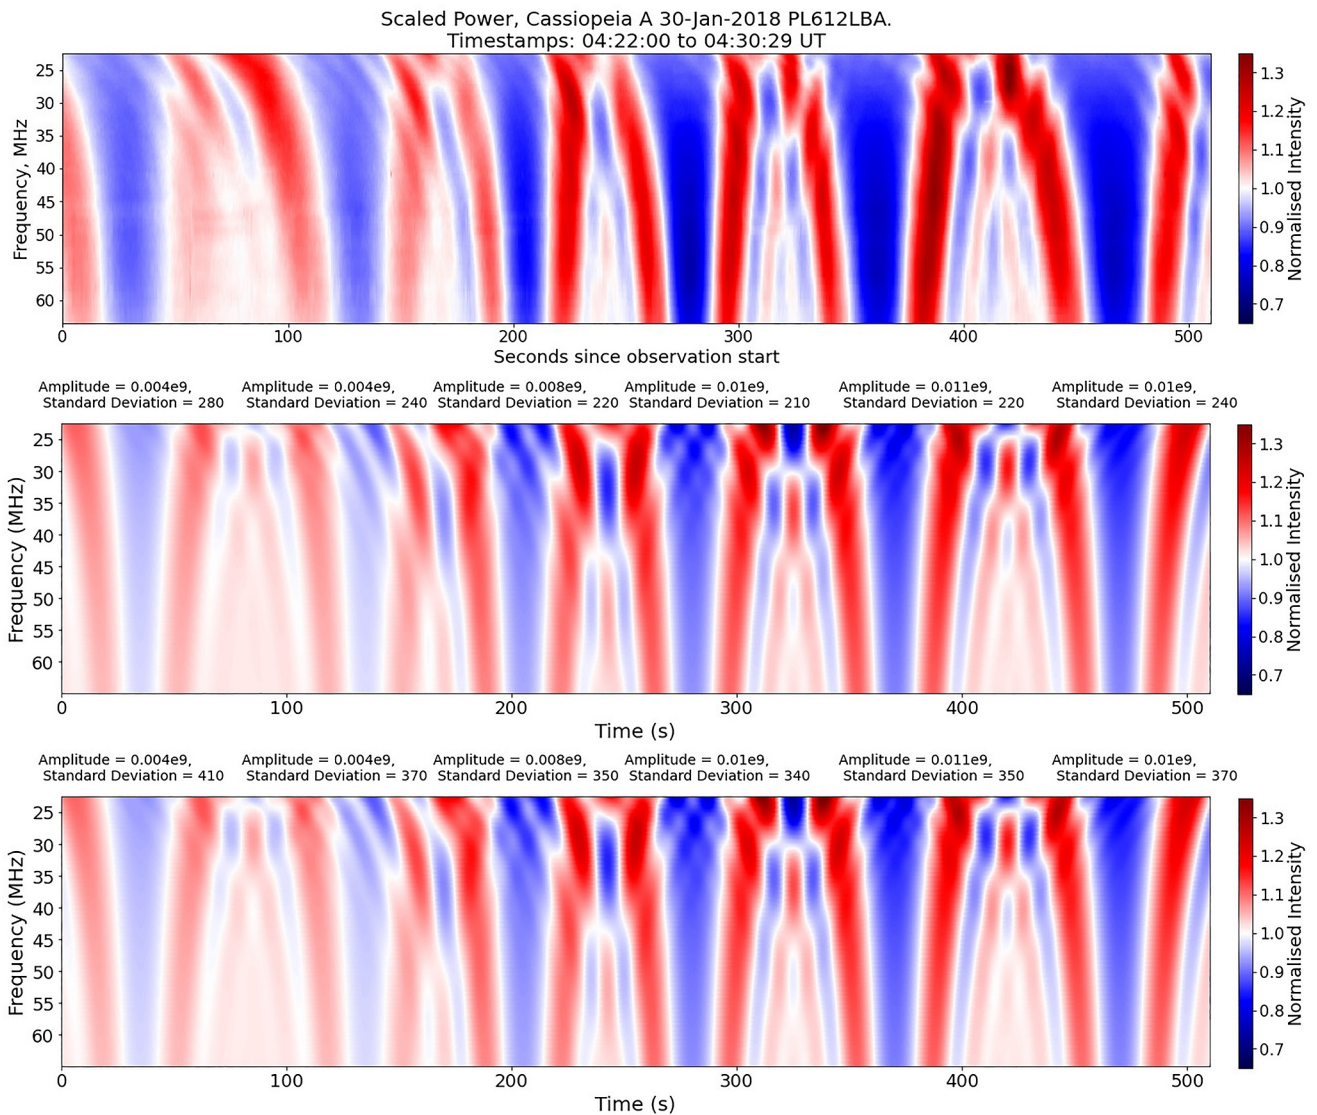 Scaled Power, Cassiopeia A 30-Jan-2018 PL612LBA.
Timestamps: 04:22:00 to 04:30:29 UT
Frequency, MHz
25
30
35
40
45
50
55
60
0 100 200 300 400 500
Seconds since observation start
1.3
1.2
1.1
1.0
0.9
0.8
0.7
Normalised Intensity
Amplitude = 0.004e9, Amplitude = 0.004e9, Amplitude = 0.008e9, Amplitude = 0.01e9, Amplitude = 0.011e9, Amplitude = 0.01e9,
Standard Deviation = 280 Standard Deviation = 240 Standard Deviation = 220 Standard Deviation = 210 Standard Deviation = 220 Standard Deviation = 240
Frequency (MHz)
25
30
35
40
45
50
55
60
0 100 200 300 400 500
Time (s)
1.3
1.2
1.1
1.0
0.9
0.8
0.7
Normalised Intensity
Amplitude = 0.004e9, Amplitude = 0.004e9, Amplitude = 0.008e9, Amplitude = 0.01e9, Amplitude = 0.011e9, Amplitude = 0.01e9,
Standard Deviation = 410 Standard Deviation = 370 Standard Deviation = 350 Standard Deviation = 340 Standard Deviation = 350 Standard Deviation = 370
Frequency (MHz)
25
30
35
40
45
50
55
60
0 100 200 300 400 500
Time (s)
1.3
1.2
1.1
1.0
0.9
0.8
0.7
Normalised Intensity